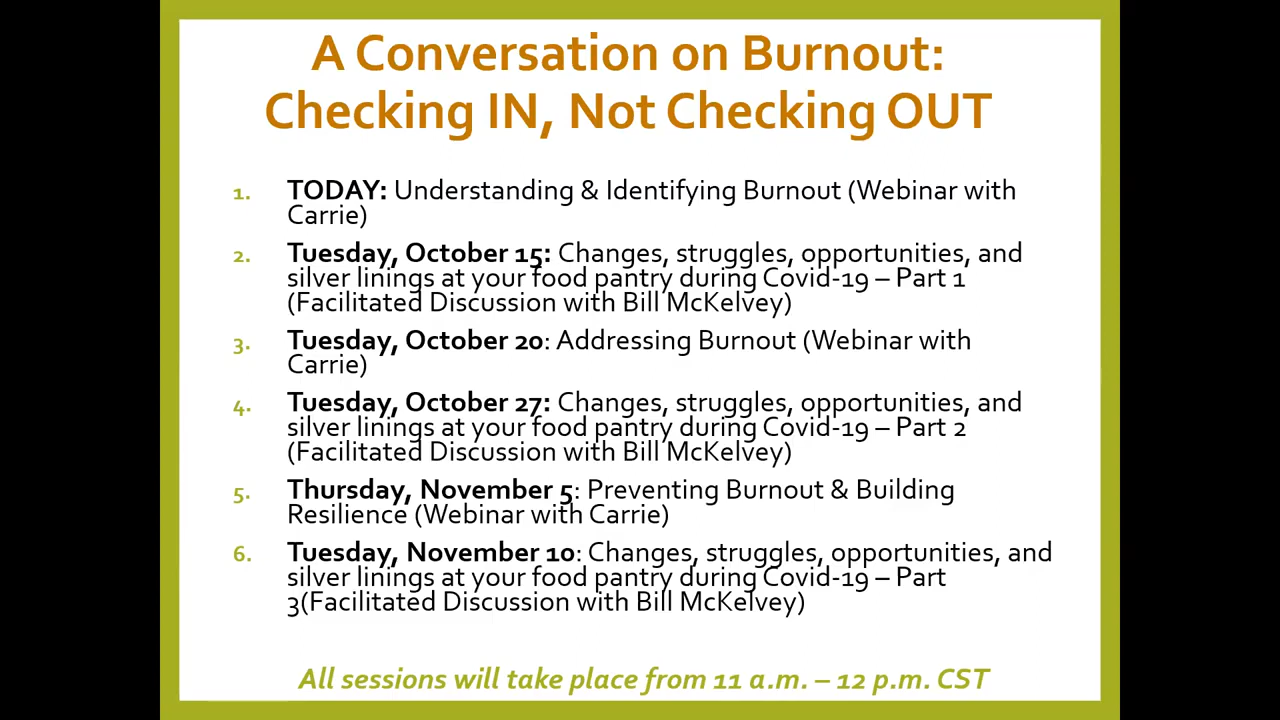 A Conversation on Burnout:
Checking IN, Not Checking OUT
1. TODAY: Understanding & Identifying Burnout (Webinar with
Carrie)
2. Tuesday, October 15: Changes, struggles, opportunities, and
silver linings at your food pantry during Covid-19 – Part 1
(Facilitated Discussion with Bill McKelvey)
3. Tuesday, October 20: Addressing Burnout (Webinar with
Carrie)
4. Tuesday, October 27: Changes, struggles, opportunities, and
silver linings at your food pantry during Covid-19 – Part 2
(Facilitated Discussion with Bill McKelvey)
5. Thursday, November 5: Preventing Burnout & Building
Resilience (Webinar with Carrie)
6. Tuesday, November 10: Changes, struggles, opportunities, and
silver linings at your food pantry during Covid-19 – Part
3(Facilitated Discussion with Bill McKelvey)
All sessions will take place from 11 a.m. – 12 p.m. CST